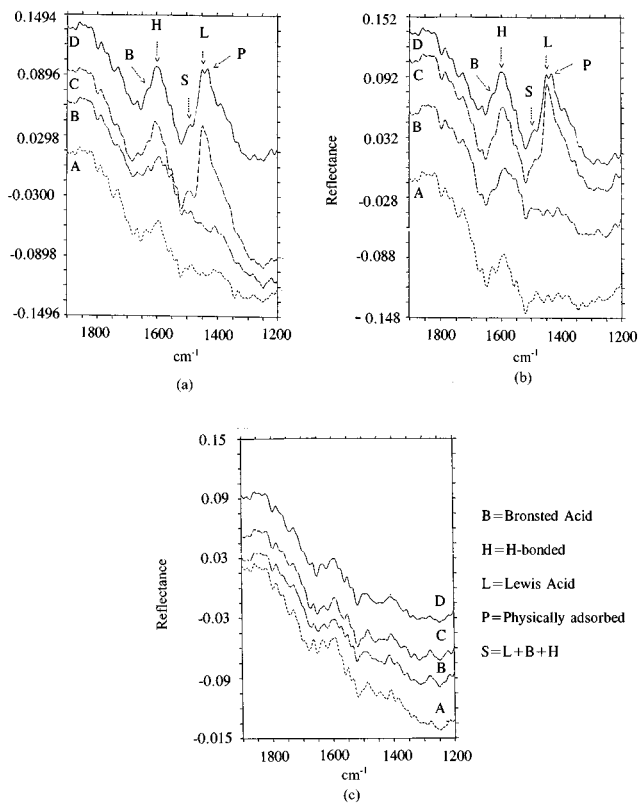 0.1494
0.0896
0.0298
-0.0300
-0.0898
-0.1496
D
C
B
A
B
H
S
L
P
1800
1600
1400
1200
cm-1
(a)
0.152
0.092
0.032
-0.028
-0.088
- 0.148
Reflectance
D
C
B
A
B
H
S
L
P
1800
1600
1400
1200
cm-1
(b)
0.15
0.09
0.03
-0.03
-0.09
-0.015
Reflectance
D
C
B
A
1800
1600
1400
1200
cm-1
(c)
B=Bronsted Acid
H=H-bonded
L=Lewis Acid
P=Physically adsorbed
S=L+B+H